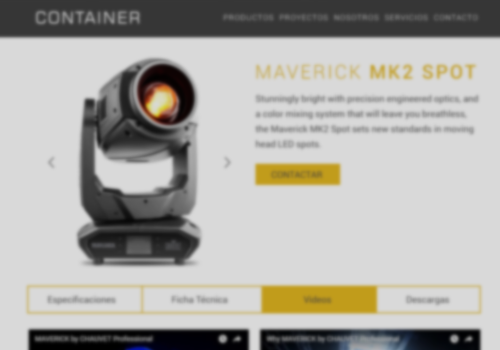 CONTAINER
PRODUCTOS PROYECTOS NOSOTROS SERVICIOS CONTACTO
MAVERICK MK2 SPOT
Stunningly bright with precision engineered optics, and
a color mixing system that will leave you breathless,
the Maverick MK2 Spot sets new standards in moving
head LED spots.
CONTACTAR
Especificaciones
Ficha Técnica
Videos
Descargas
MAVERICK by CHAUVET Professional
Why MAVERICK by CHAUVET Professional